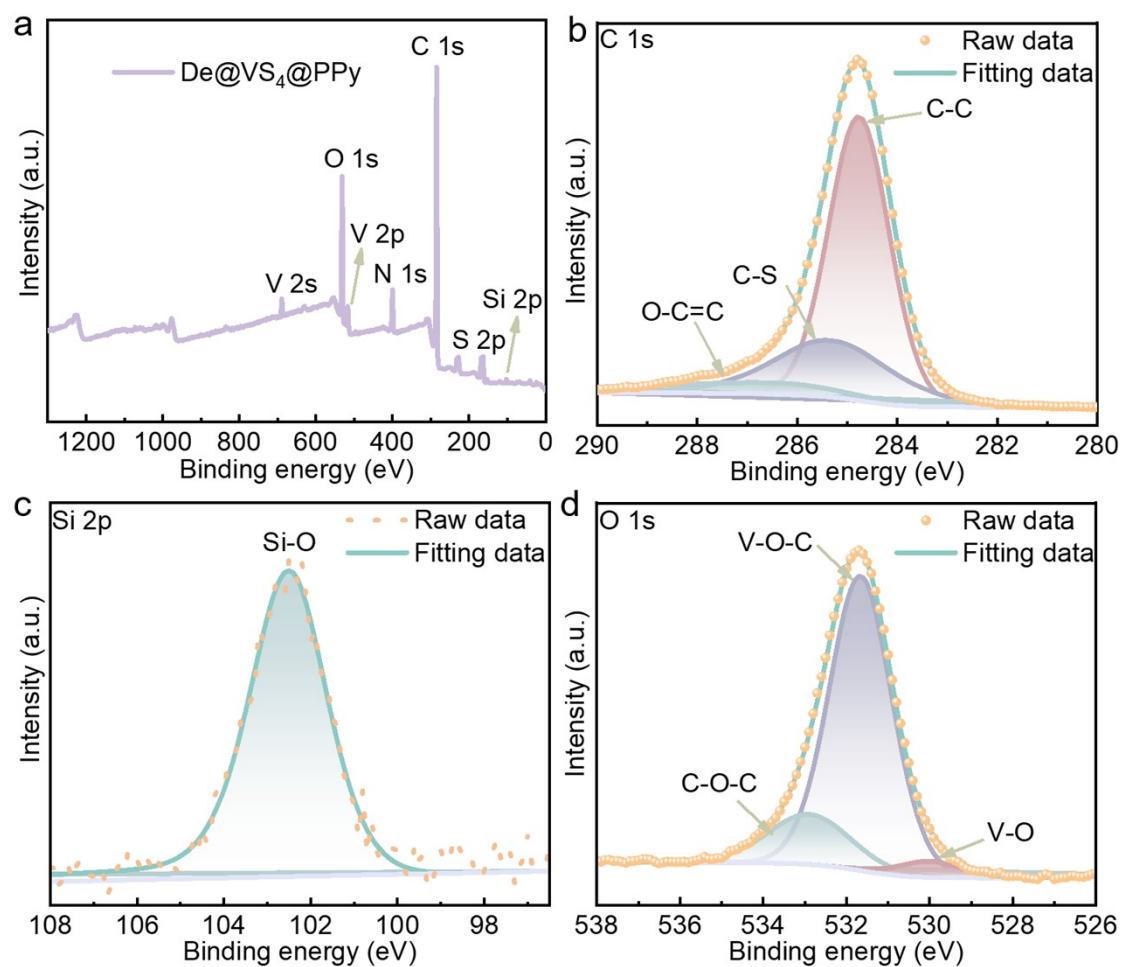 a
De@VS₄@PPy
C 1s
O 1s
V 2p
V 2s
N 1s
Si 2p
S 2p
Intensity (a.u.)
1200 1000 800 600 400 200 0
Binding energy (eV)
b
C 1s
Raw data
Fitting data
C-C
C-S
O-C=C
Intensity (a.u.)
290 288 286 284 282 280
Binding energy (eV)
c
Si 2p
Raw data
Fitting data
Si-O
Intensity (a.u.)
108 106 104 102 100 98
Binding energy (eV)
d
O 1s
Raw data
Fitting data
V-O-C
C-O-C
V-O
Intensity (a.u.)
538 536 534 532 530 528 526
Binding energy (eV)